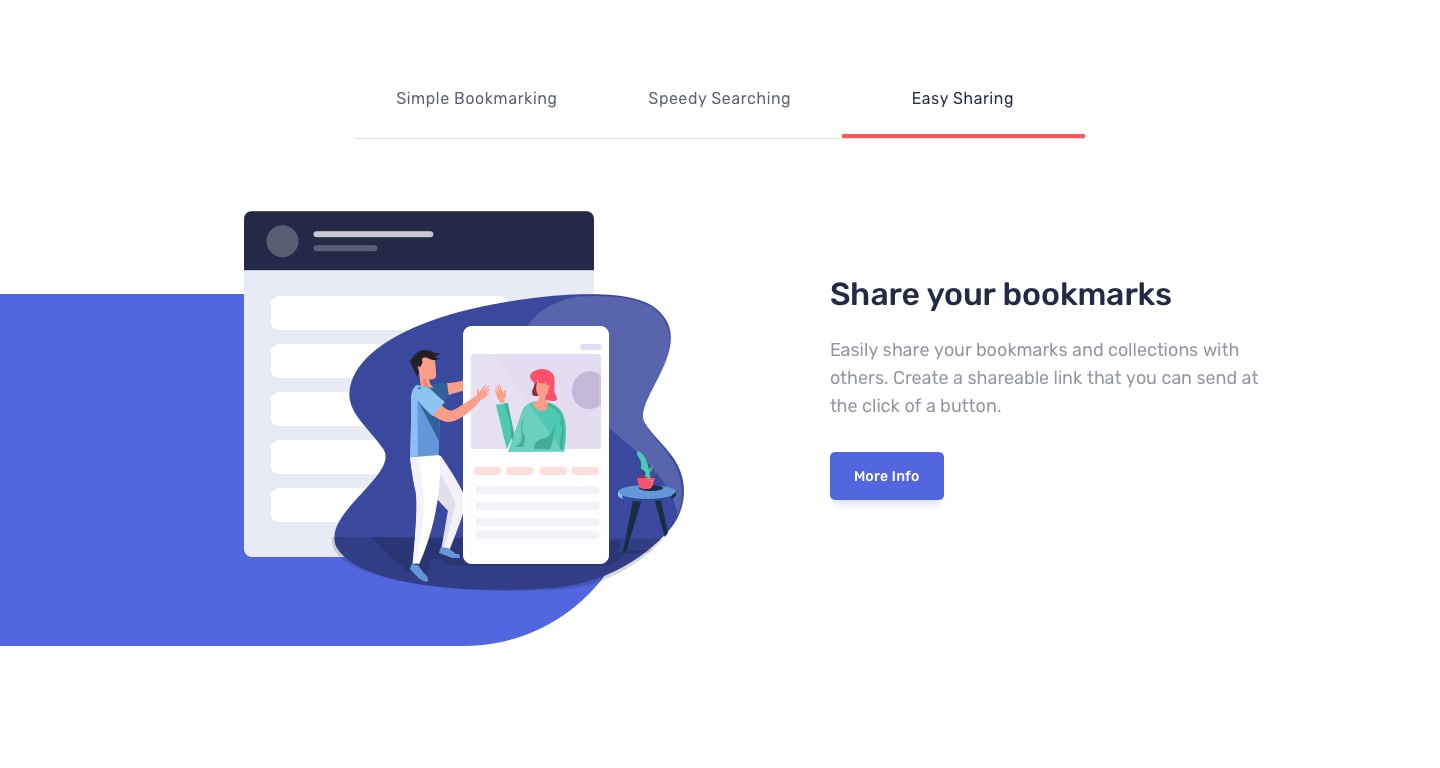 Simple Bookmarking
Speedy Searching
Easy Sharing
Share your bookmarks
Easily share your bookmarks and collections with
others. Create a shareable link that you can send at
the click of a button.
More Info